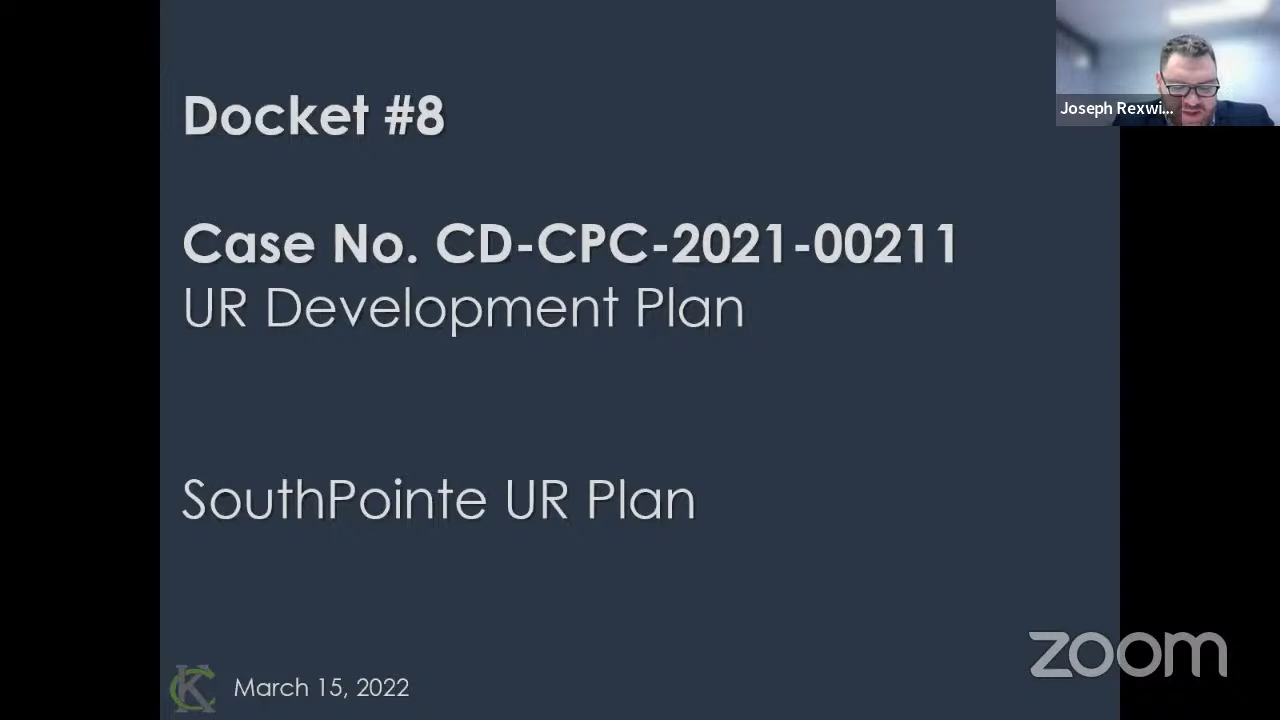 Docket #8
Case No. CD-CPC-2021-00211
UR Development Plan
SouthPointe UR Plan
March 15, 2022
Joseph Rexwi...
zoom
KC